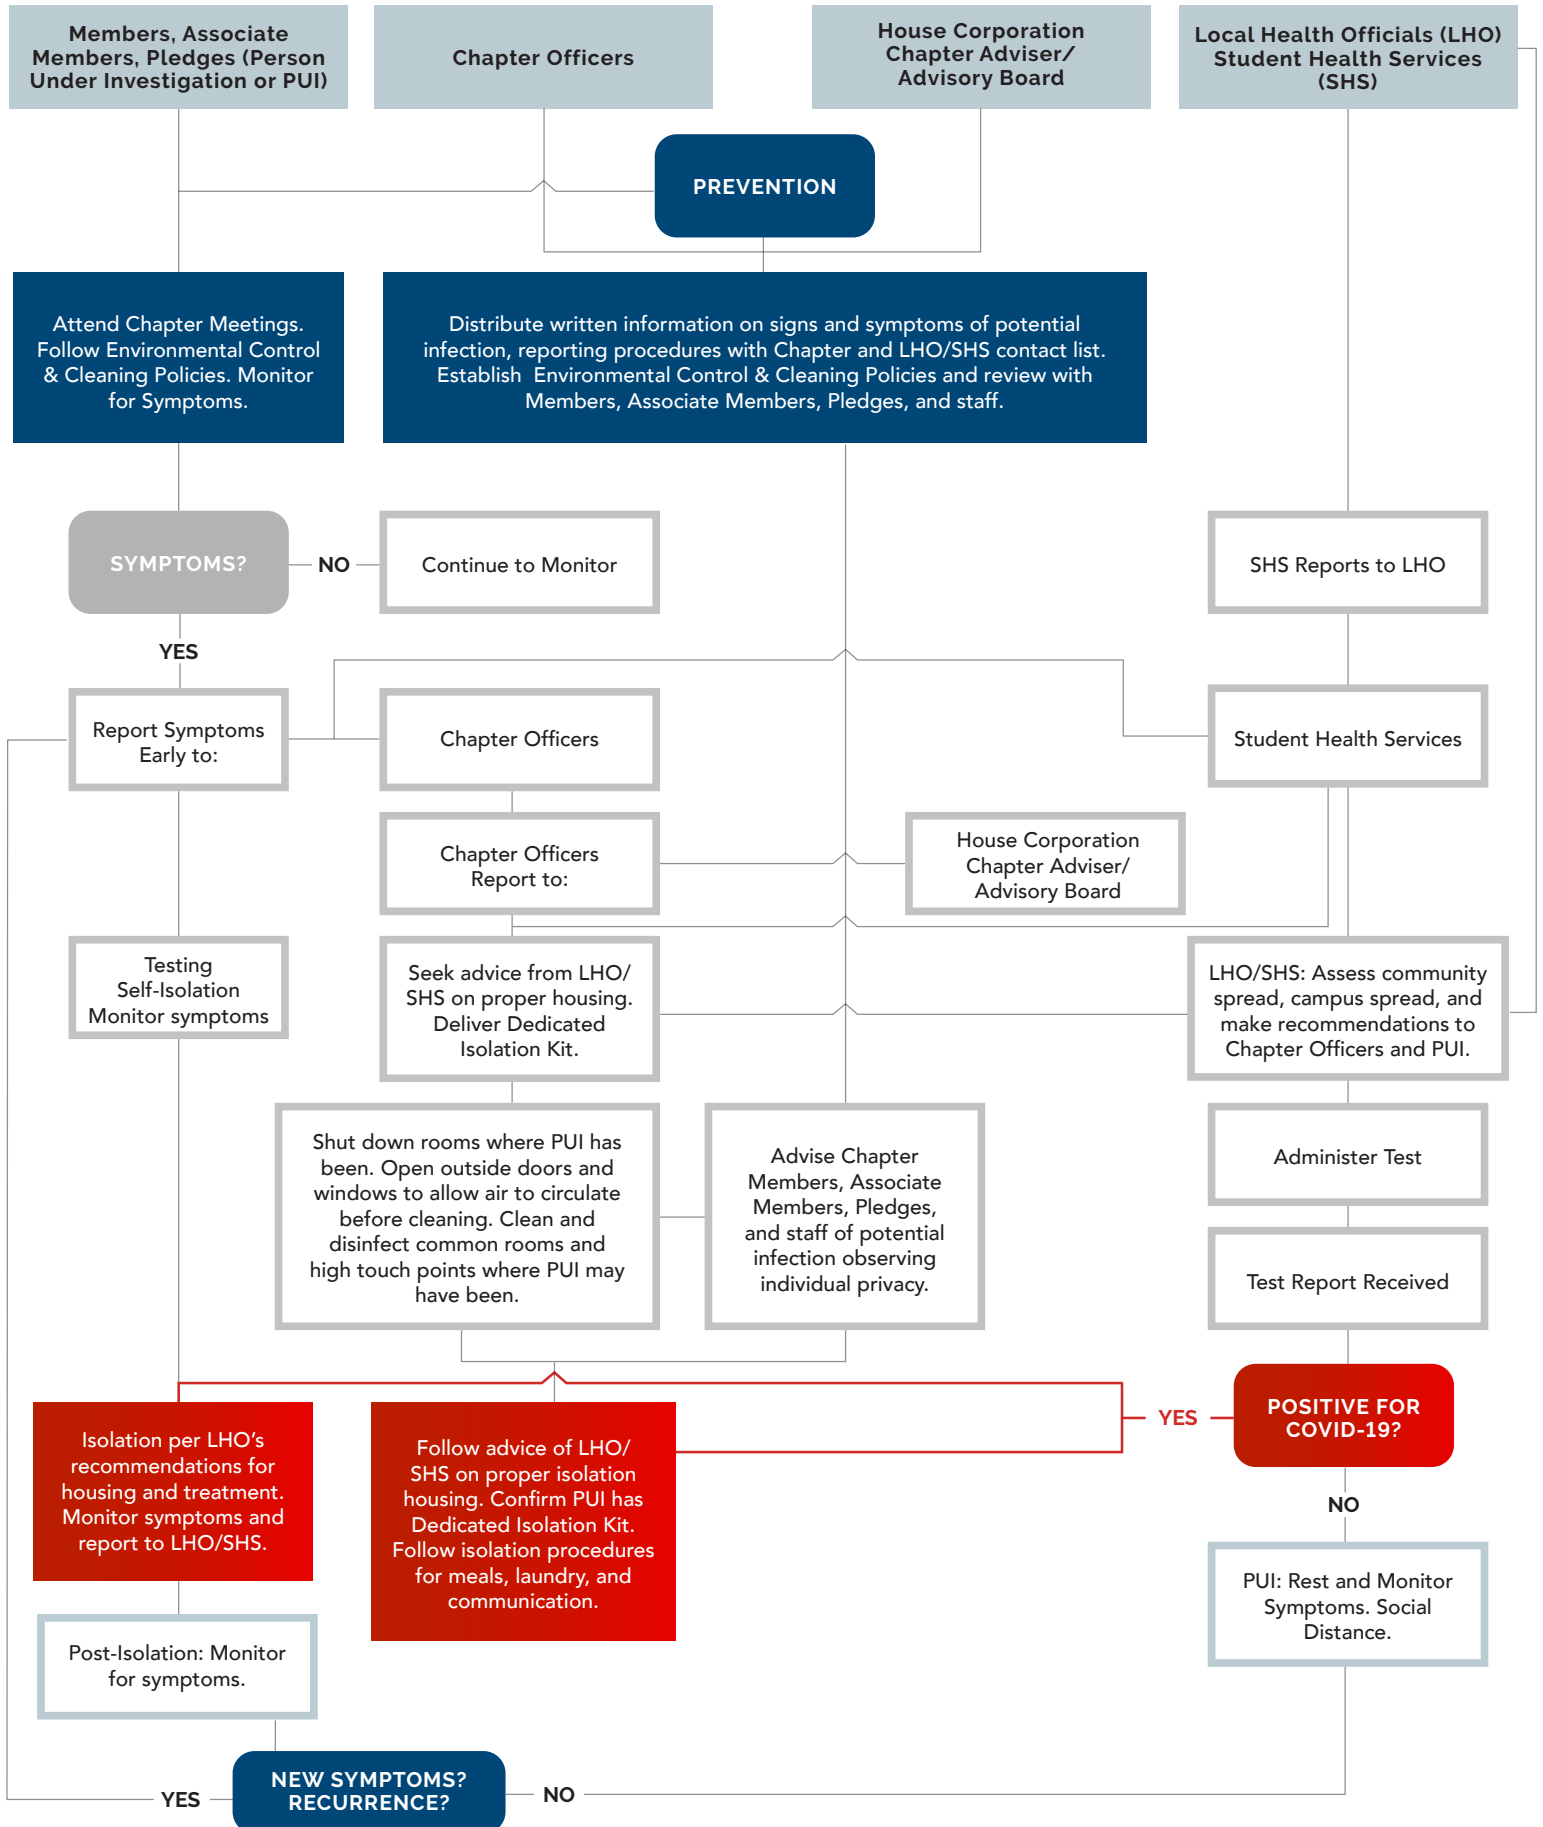 Members, Associate
Members, Pledges (Person
Under Investigation or PUI)
Chapter Officers
House Corporation
Chapter Adviser/
Advisory Board
Local Health Officials (LHO)
Student Health Services
(SHS)
PREVENTION
Attend Chapter Meetings.
Follow Environmental Control
& Cleaning Policies. Monitor
for Symptoms.
Distribute written information on signs and symptoms of potential
infection, reporting procedures with Chapter and LHO/SHS contact list.
Establish Environmental Control & Cleaning Policies and review with
Members, Associate Members, Pledges, and staff.
SYMPTOMS?
NO
Continue to Monitor
SHS Reports to LHO
YES
Report Symptoms
Early to:
Chapter Officers
Student Health Services
Chapter Officers
Report to:
House Corporation
Chapter Adviser/
Advisory Board
Testing
Self-Isolation
Monitor symptoms
Seek advice from LHO/
SHS on proper housing.
Deliver Dedicated
Isolation Kit.
LHO/SHS: Assess community
spread, campus spread, and
make recommendations to
Chapter Officers and PUI.
Shut down rooms where PUI has
been. Open outside doors and
windows to allow air to circulate
before cleaning. Clean and
disinfect common rooms and
high touch points where PUI may
have been.
Advise Chapter
Members, Associate
Members, Pledges,
and staff of potential
infection observing
individual privacy.
Administer Test
Test Report Received
POSITIVE FOR
COVID-19?
YES
Isolation per LHO’s
recommendations for
housing and treatment.
Monitor symptoms and
report to LHO/SHS.
Follow advice of LHO/
SHS on proper isolation
housing. Confirm PUI has
Dedicated Isolation Kit.
Follow isolation procedures
for meals, laundry, and
communication.
NO
PUI: Rest and Monitor
Symptoms. Social
Distance.
Post-Isolation: Monitor
for symptoms.
NEW SYMPTOMS?
RECURRENCE?
YES
NO